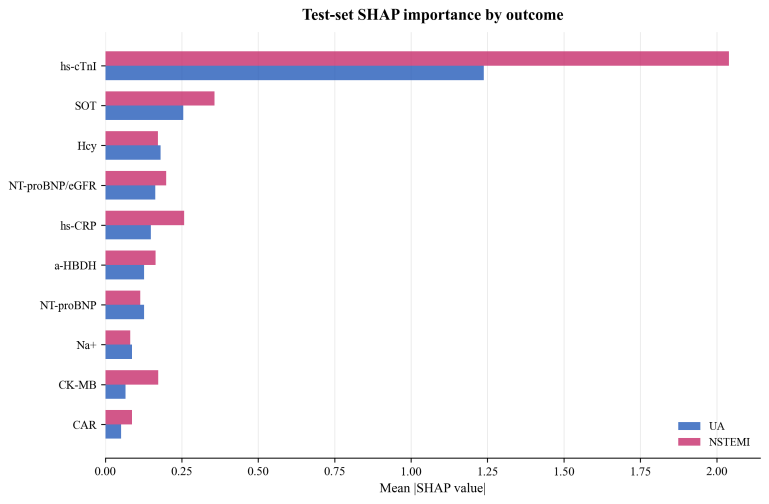 Test-set SHAP importance by outcome
hs-cTnI
SOT
Hcy
NT-proBNP/eGFR
hs-CRP
a-HBDH
NT-proBNP
Na+
CK-MB
CAR
UA
NSTEMI
0.00 0.25 0.50 0.75 1.00 1.25 1.50 1.75 2.00
Mean |SHAP value|